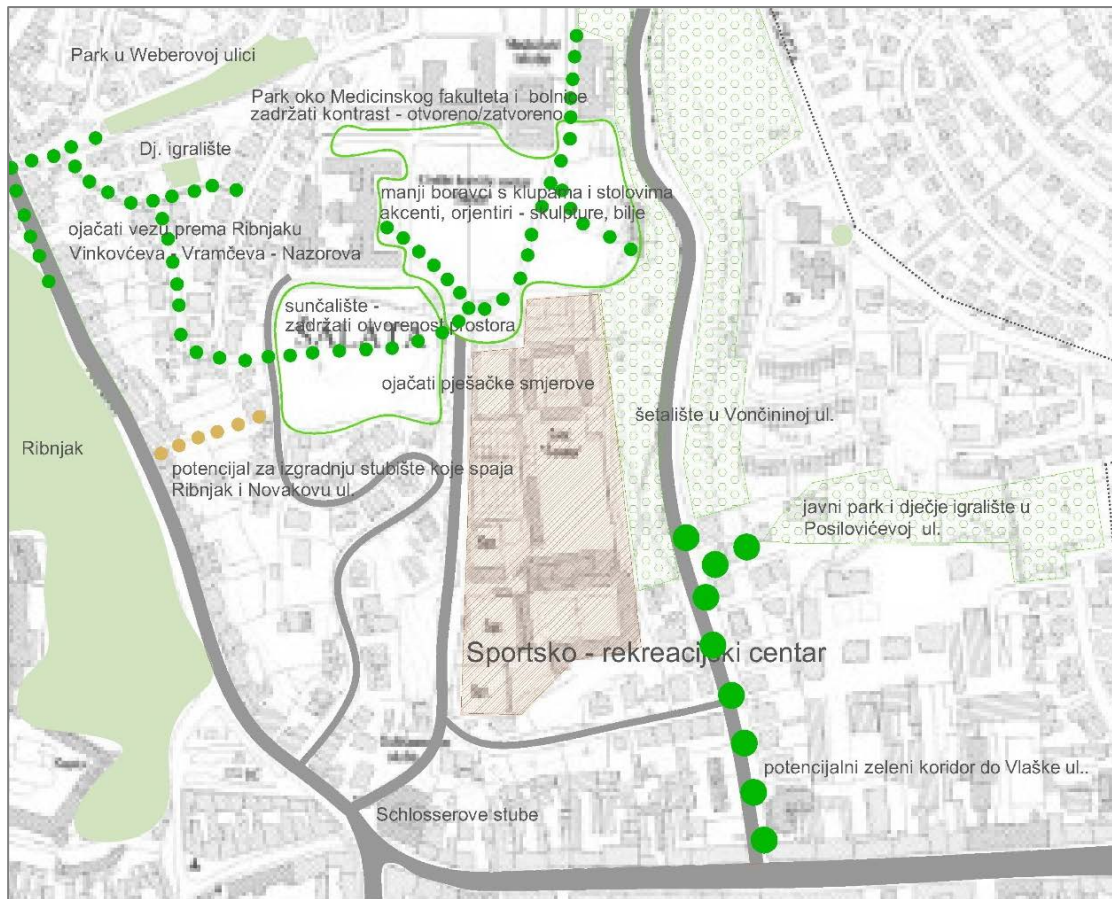 Park u Weberovoj ulici
Park oko Medicinskog fakulteta i bolnice
zadržati kontrast - otvoreno/zatvoreno
Dj. igralište
manji boravci s klupama i stolovima
akcenti, orjentiri - skulpture, bilje
ojačati vezu prema Ribnjaku
Vinkovćeva - Vramčeva - Nazorova
sunčalište -
zadržati otvorenost prostora
ŠALATA
ojačati pješačke smjerove
šetalište u Vončininoj ul.
Ribnjak
potencijal za izgradnju stubište koje spaja
Ribnjak i Novakovu ul.
javni park i dječje igralište u
Posilovićevoj ul.
Sportsko - rekreacijski centar
potencijalni zeleni koridor do Vlaške ul..
Schlosserove stube